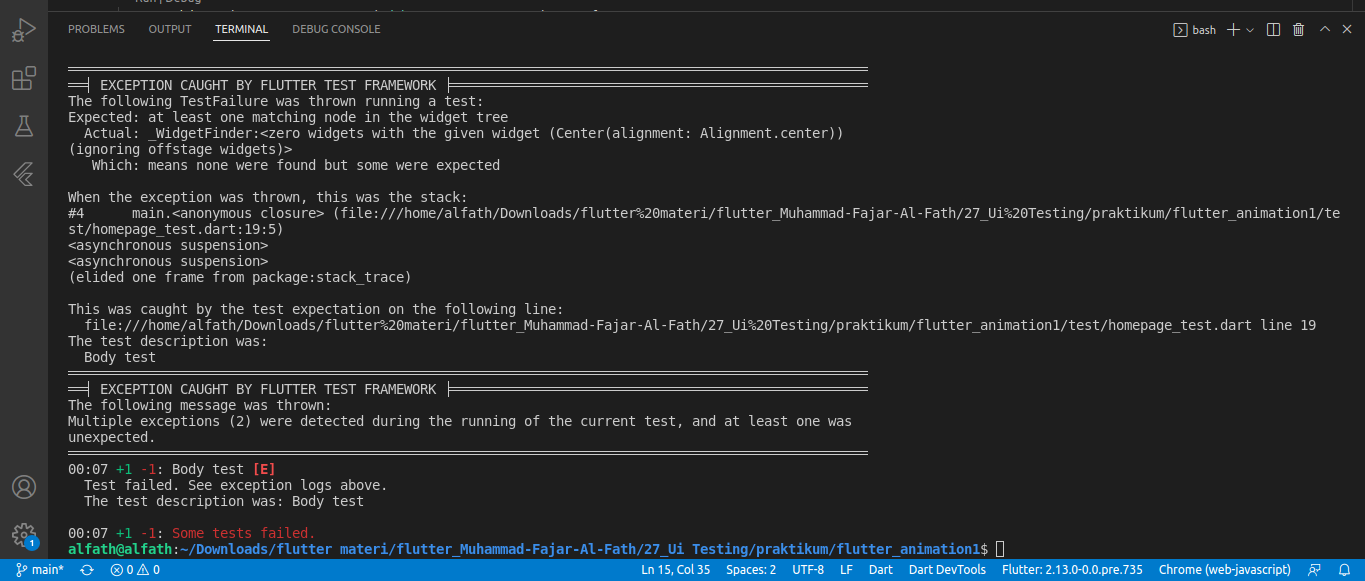 PROBLEMS OUTPUT TERMINAL DEBUG CONSOLE bash
EXCEPTION CAUGHT BY FLUTTER TEST FRAMEWORK
The following TestFailure was thrown running a test:
Expected: at least one matching node in the widget tree
Actual: _WidgetFinder:<zero widgets with the given widget (Center(alignment: Alignment.center))
(ignoring offstage widgets)>
Which: means none were found but some were expected
When the exception was thrown, this was the stack:
#4 main.<anonymous closure> (file:///home/alfath/Downloads/flutter%20materi/flutter_Muhammad-Fajar-Al-Fath/27_Ui%20Testing/praktikum/flutter_animation1/te
st/homepage_test.dart:19:5)
<asynchronous suspension>
<asynchronous suspension>
(elided one frame from package:stack_trace)
This was caught by the test expectation on the following line:
file:///home/alfath/Downloads/flutter%20materi/flutter_Muhammad-Fajar-Al-Fath/27_Ui%20Testing/praktikum/flutter_animation1/test/homepage_test.dart line 19
The test description was:
Body test
EXCEPTION CAUGHT BY FLUTTER TEST FRAMEWORK
The following message was thrown:
Multiple exceptions (2) were detected during the running of the current test, and at least one was
unexpected.
00:07 +1 -1: Body test [E]
Test failed. See exception logs above.
The test description was: Body test
00:07 +1 -1: Some tests failed.
alfath@alfath:~/Downloads/flutter materi/flutter_Muhammad-Fajar-Al-Fath/27_Ui Testing/praktikum/flutter_animation1$
1
main* 0 0 Ln 15, Col 35 Spaces: 2 UTF-8 LF Dart Dart DevTools Flutter: 2.13.0-0.0.pre.735 Chrome (web-javascript)